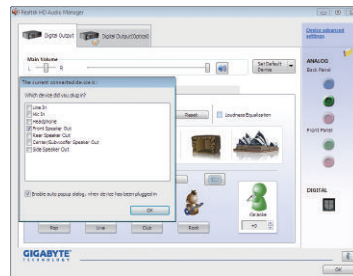 Realtek HD Audio Manager
Digital Output
Digital Output(Optical)
Device advanced
settings
Main Volume
L
R
Set Default
Device
ANALOG
Back Panel
The current connected device is:
Which device did you plug in?
Line In
Mic In
Headphone
Front Speaker Out
Rear Speaker Out
Center/Subwoofer Speaker Out
Side Speaker Out
Reset
Loudness Equalization
Front Panel
Enable auto popup dialog, when device has been plugged in
OK
DIGITAL
Karaoke
+0
Pop
Live
Club
Rock
GIGABYTE
TECHNOLOGY
OK